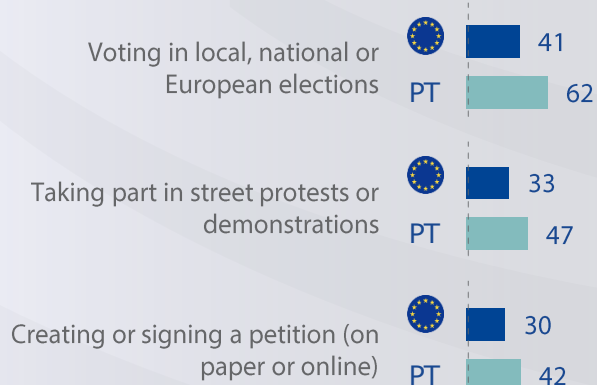 Voting in local, national or
European elections
41
PT
62
Taking part in street protests or
demonstrations
33
PT
47
Creating or signing a petition (on
paper or online)
30
PT
42